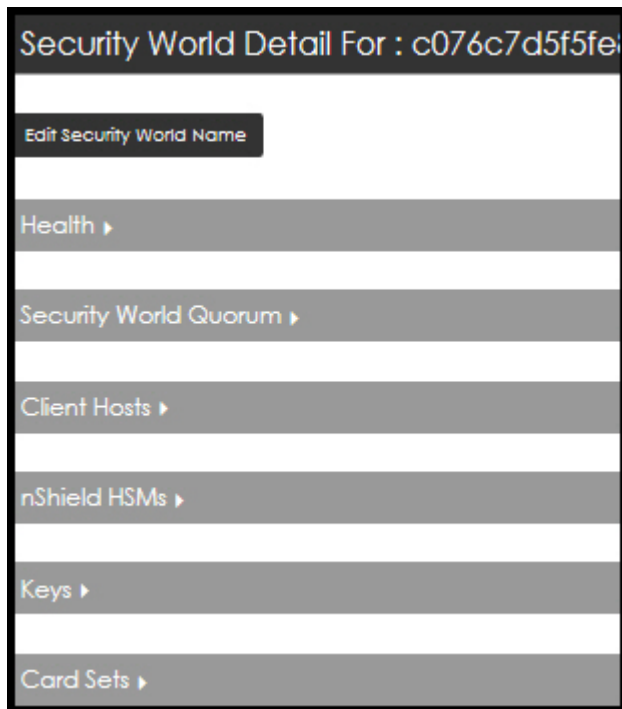 Security World Detail For : c076c7d5f5fe
Edit Security World Name
Health
Security World Quorum
Client Hosts
nShield HSMs
Keys
Card Sets